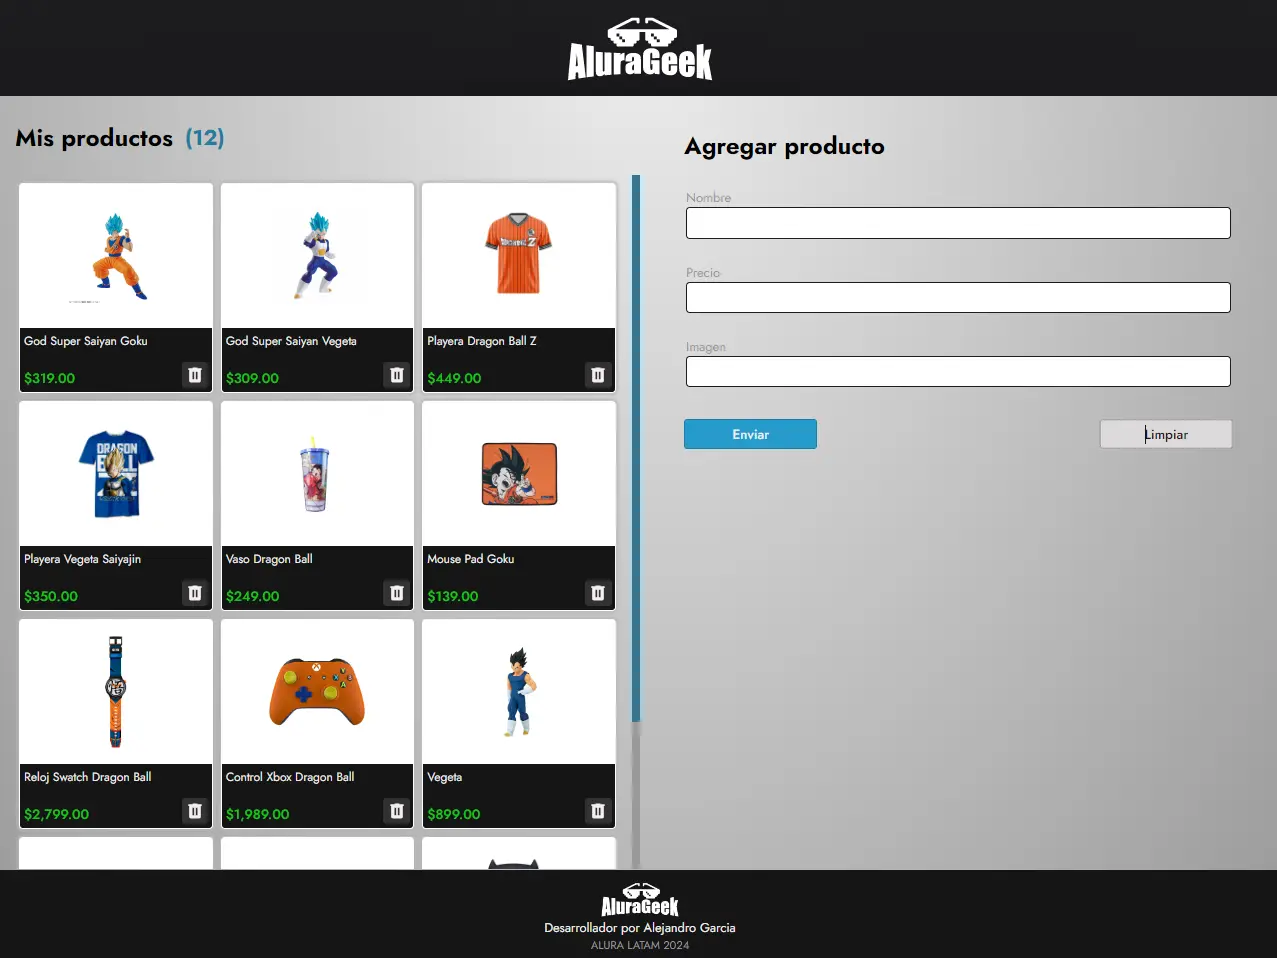 AluraGeek
Mis productos (12)
God Super Saiyan Goku
$319.00
God Super Saiyan Vegeta
$309.00
Playera Dragon Ball Z
$449.00
Playera Vegeta Saiyajin
$350.00
Vaso Dragon Ball
$249.00
Mouse Pad Goku
$139.00
Reloj Swatch Dragon Ball
$2,799.00
Control Xbox Dragon Ball
$1,989.00
Vegeta
$899.00
Agregar producto
Nombre
Precio
Imagen
Enviar
Limpiar
AluraGeek
Desarrollador por Alejandro Garcia
ALURA LATAM 2024